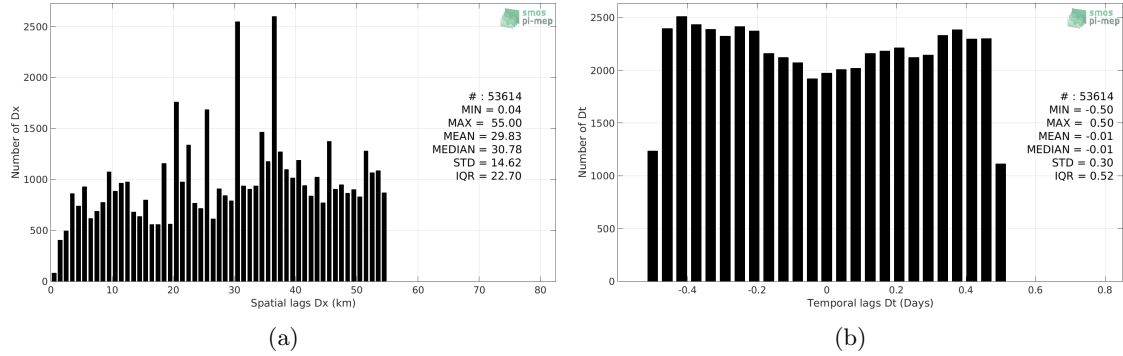 smos
pi-mep
Number of Dx
2500
2000
1500
1000
500
0
# : 53614
MIN = 0.04
MAX = 55.00
MEAN = 29.83
MEDIAN = 30.78
STD = 14.62
IQR = 22.70
0 10 20 30 40 50 60 70 80
Spatial lags Dx (km)
(a)
smos
pi-mep
Number of Dt
2500
2000
1500
1000
500
0
# : 53614
MIN = -0.50
MAX = 0.50
MEAN = -0.01
MEDIAN = -0.01
STD = 0.30
IQR = 0.52
-0.4 -0.2 0 0.2 0.4 0.6 0.8
Temporal lags Dt (Days)
(b)